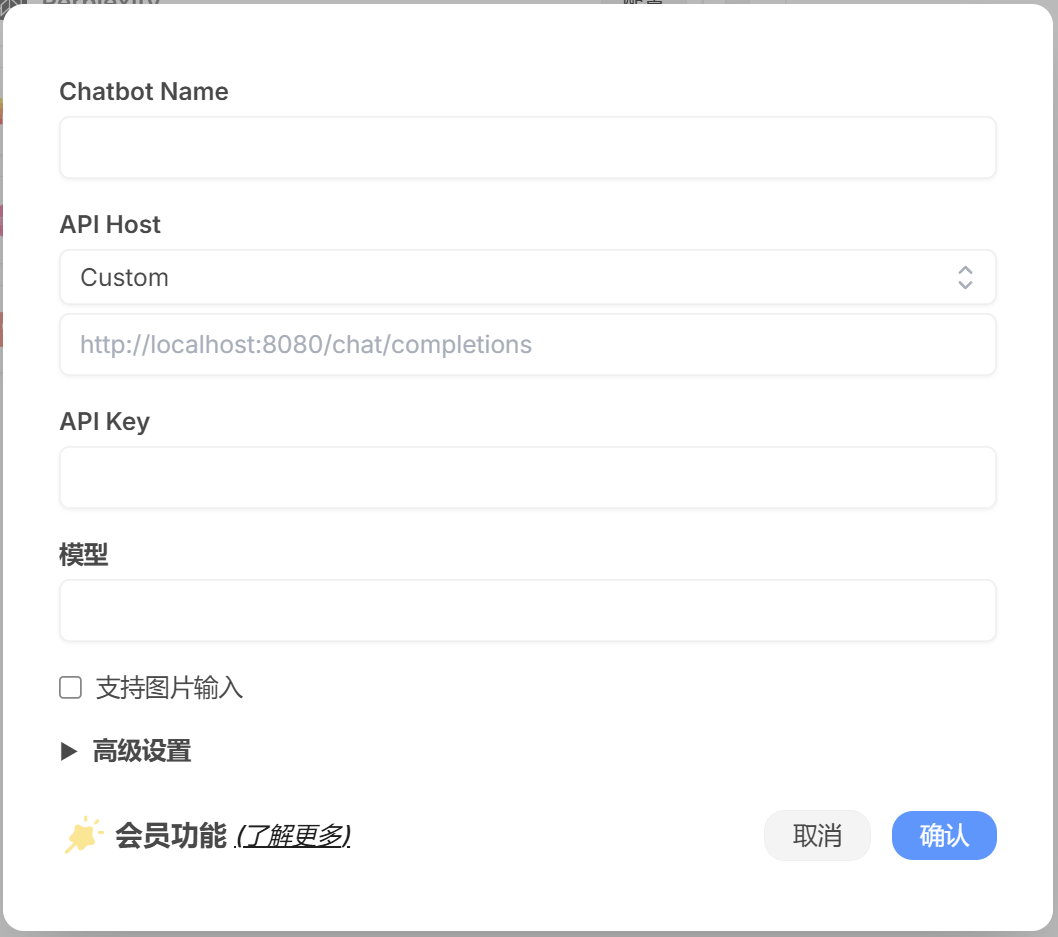 Perplexity
Chatbot Name
API Host
Custom
http://localhost:8080/chat/completions
API Key
模型
支持图片输入
▶ 高级设置
会员功能 (了解更多)
取消
确认